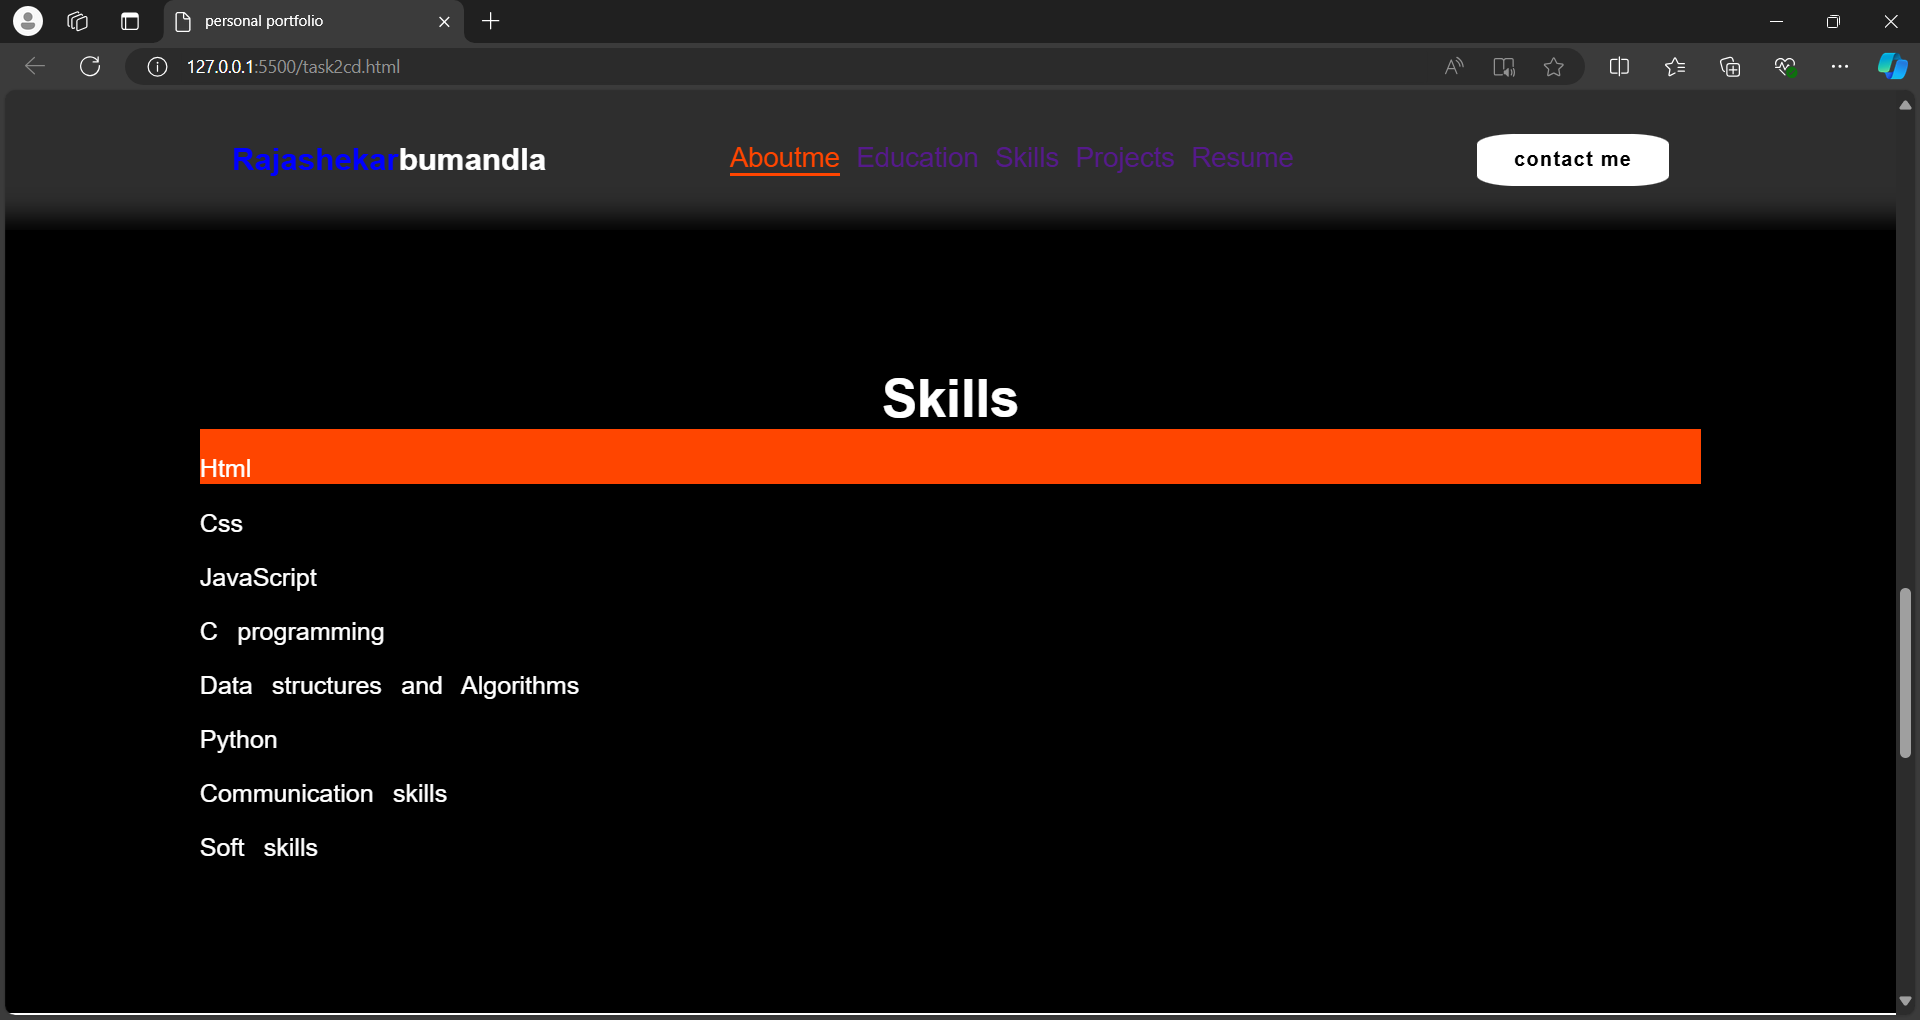 personal portfolio
127.0.0.1:5500/task2cd.html
Rajashekarbumandla
Aboutme Education Skills Projects Resume
contact me
Skills
Html
Css
JavaScript
C programming
Data structures and Algorithms
Python
Communication skills
Soft skills